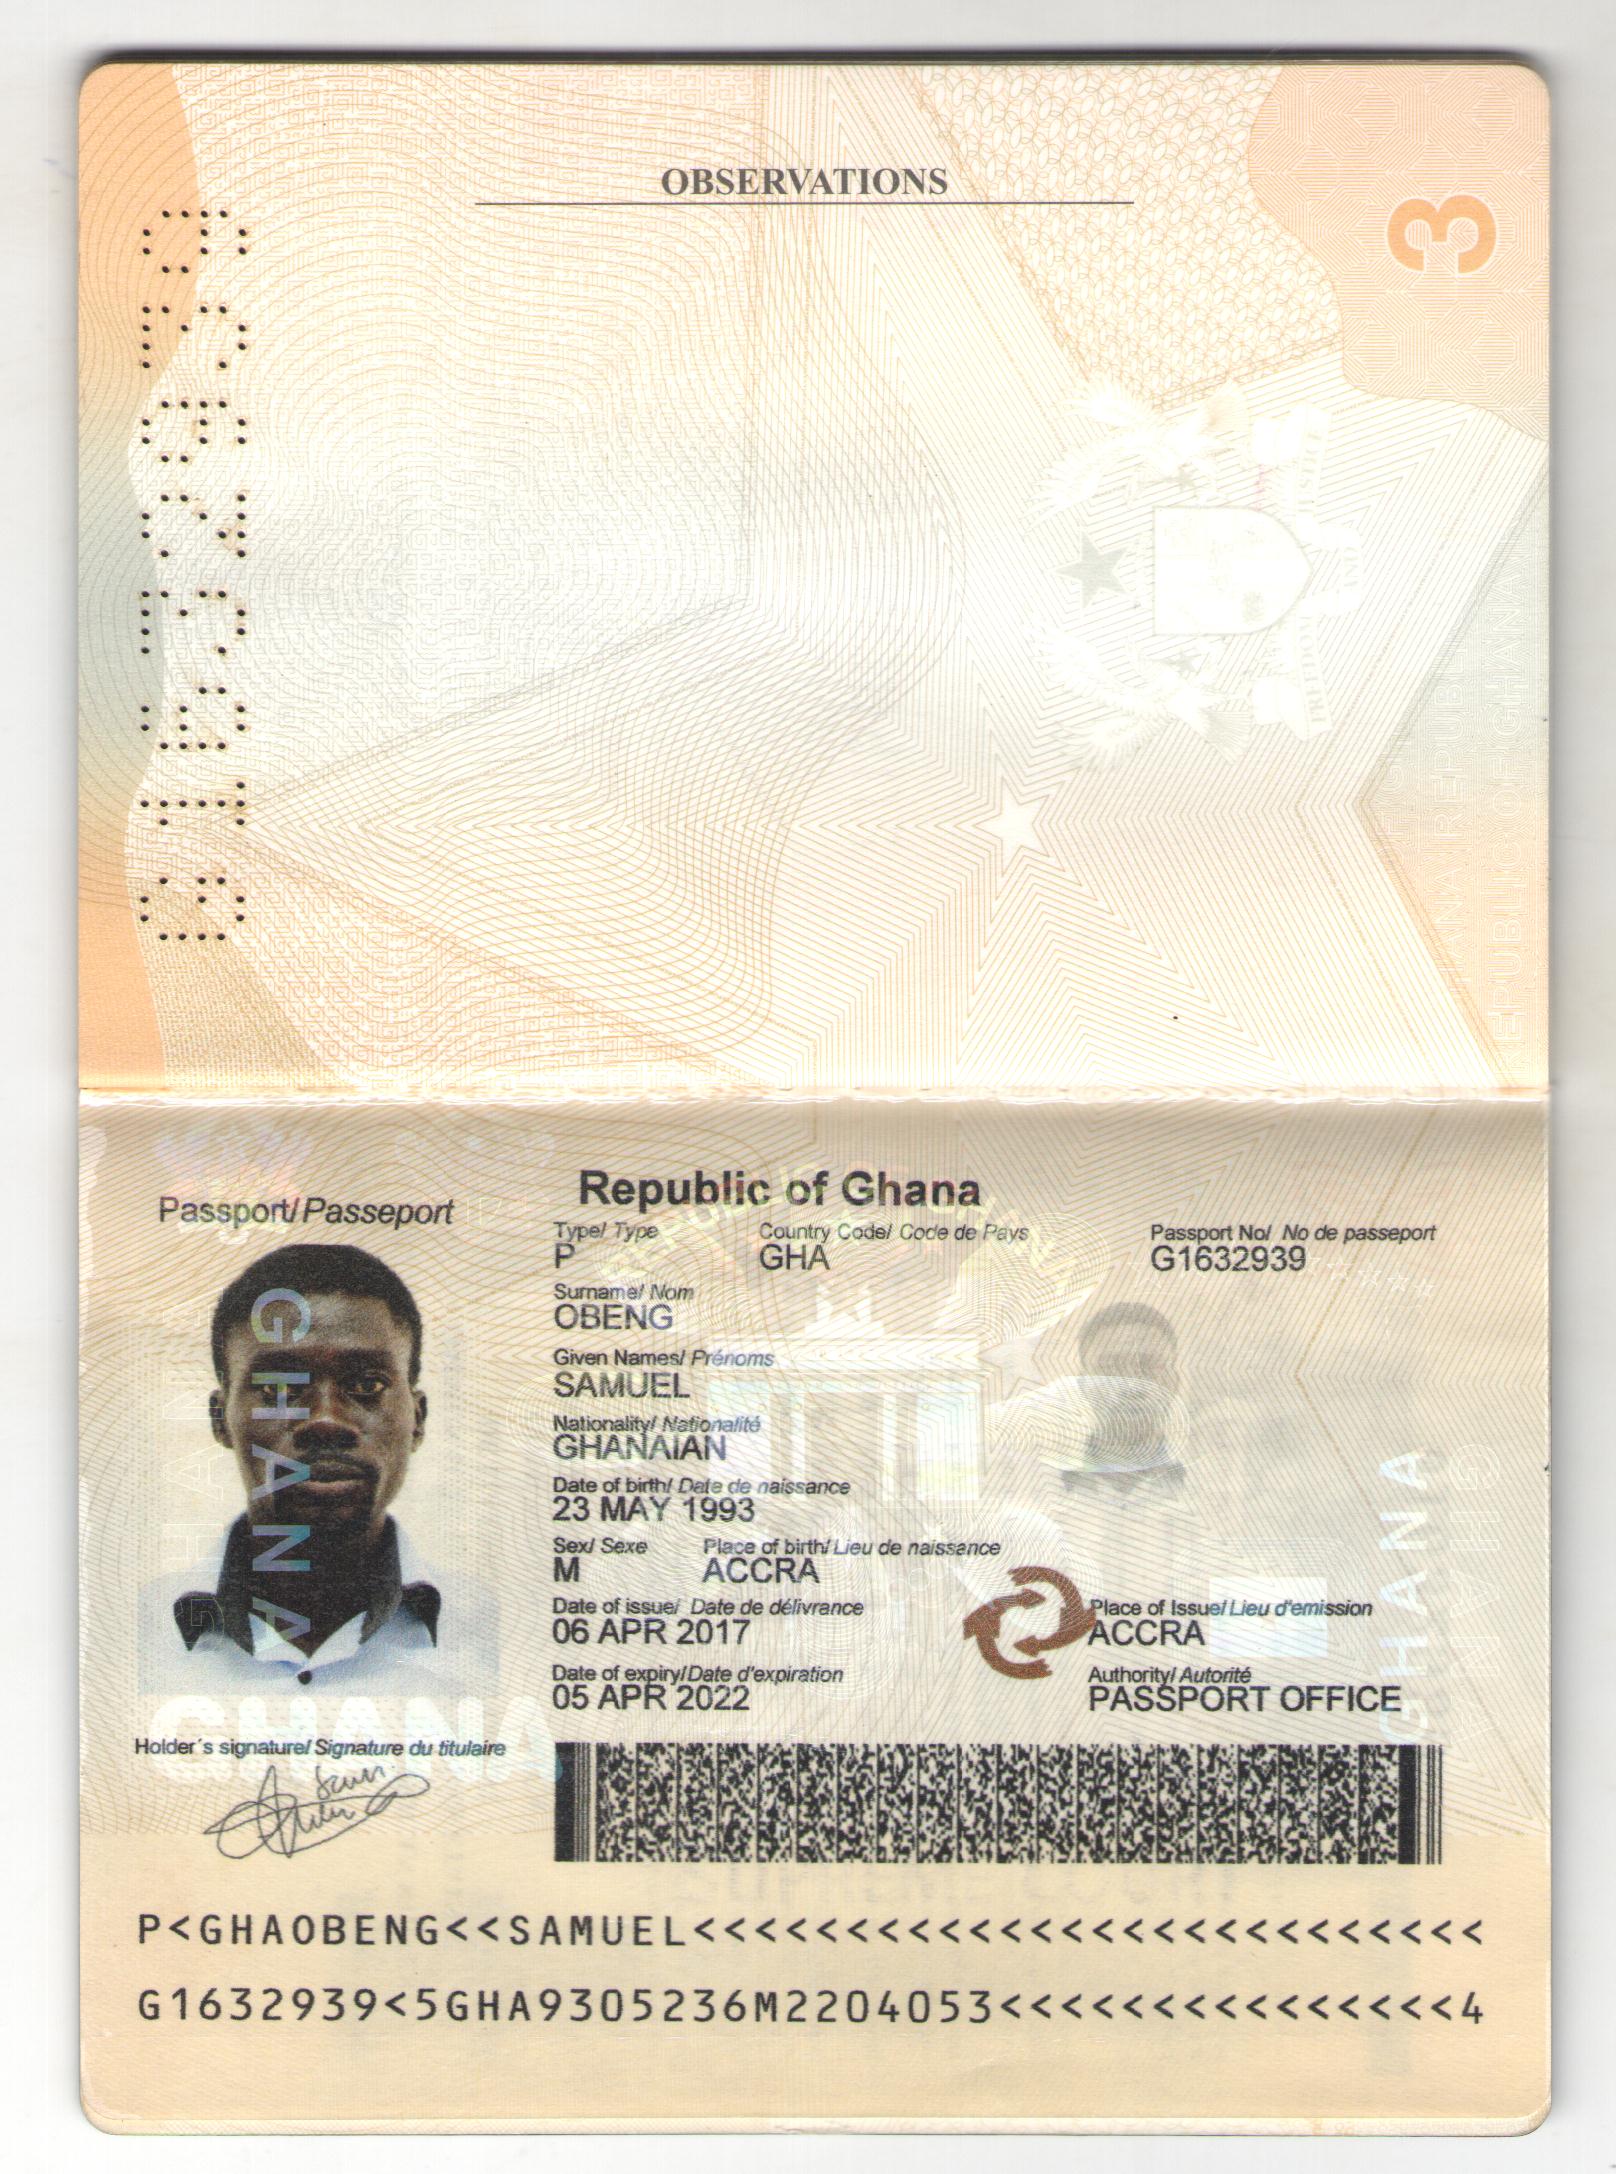 OBSERVATIONS
3
G1632939
Republic of Ghana
Passport/Passeport
Type/ Type Country Code/ Code de Pays Passport No/ No de passeport
P GHA G1632939
Surname/ Nom
OBENG
Given Names/ Prénoms
SAMUEL
Nationality/ Nationalité
GHANAIAN
Date of birth/ Date de naissance
23 MAY 1993
Sex/ Sexe Place of birth/ Lieu de naissance
M ACCRA
Date of issue/ Date de délivrance Place of Issue/ Lieu d'emission
06 APR 2017 ACCRA
Date of expiry/Date d'expiration Authority/ Autorité
05 APR 2022 PASSPORT OFFICE
GHANA
GHANA
GHANA
Holder´s signature/ Signature du titulaire
P<GHAOBENG<<SAMUEL<<<<<<<<<<<<<<<<<<<<<<<<<<
G1632939<5GHA9305236M2204053<<<<<<<<<<<<<<<4